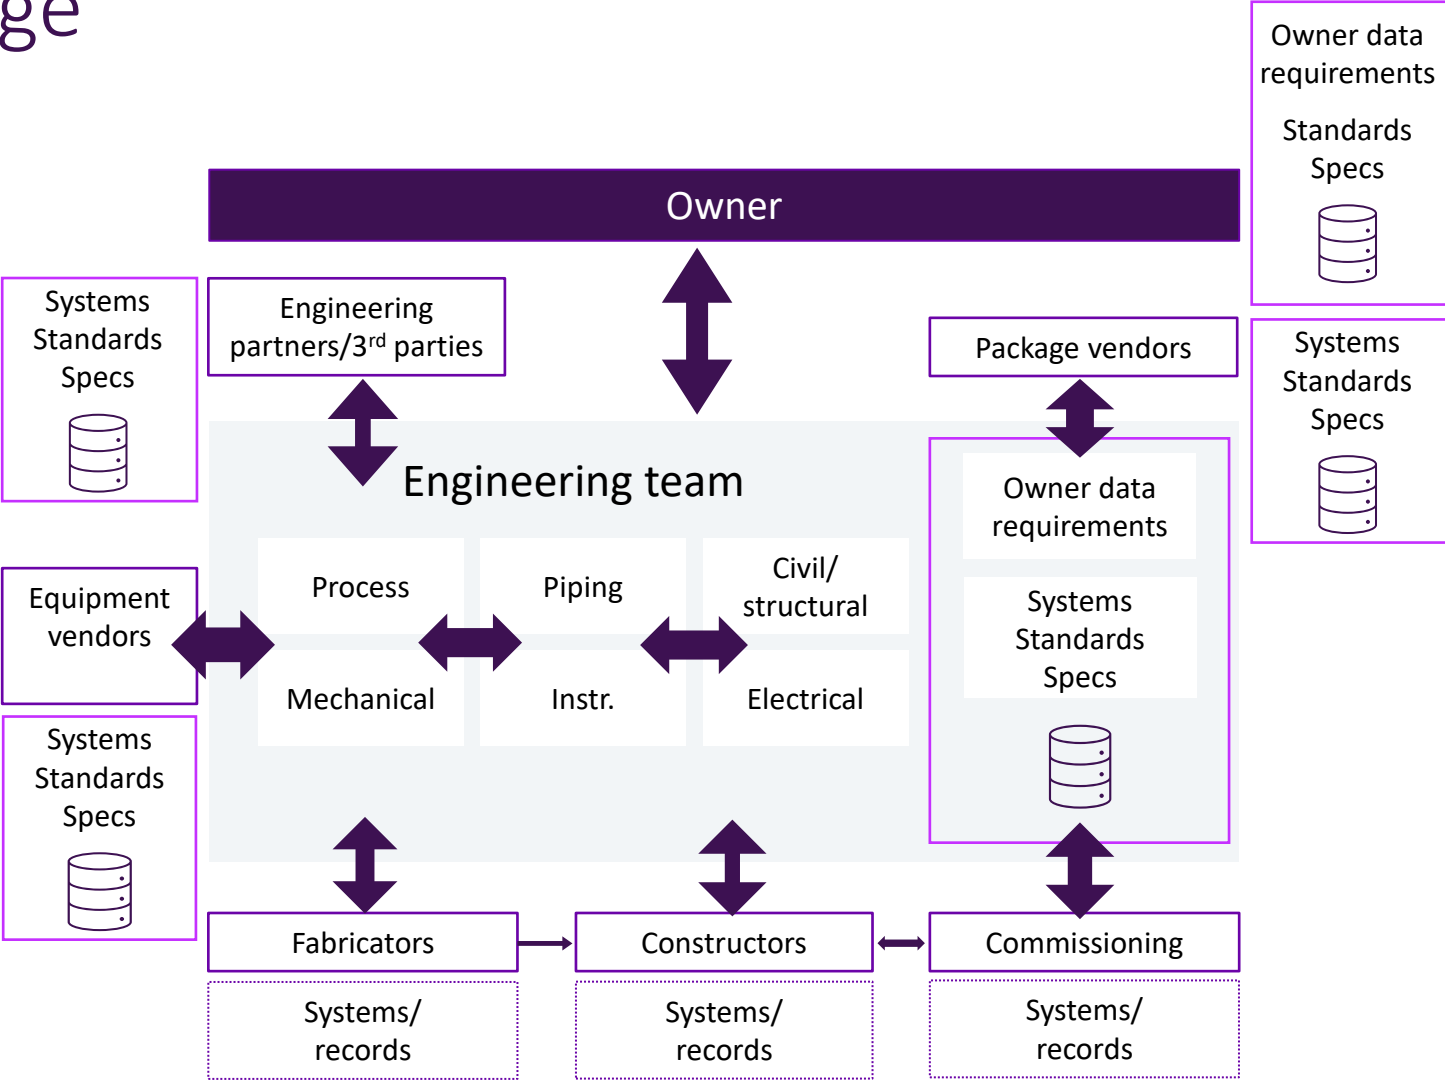 ge
Owner data
requirements
Standards
Specs
Owner
Systems
Standards
Specs
Engineering
partners/3rd parties
Package vendors
Systems
Standards
Specs
Engineering team
Owner data
requirements
Process
Piping
Civil/
structural
Equipment
vendors
Systems
Standards
Specs
Mechanical
Instr.
Electrical
Systems
Standards
Specs
Fabricators
Constructors
Commissioning
Systems/
records
Systems/
records
Systems/
records